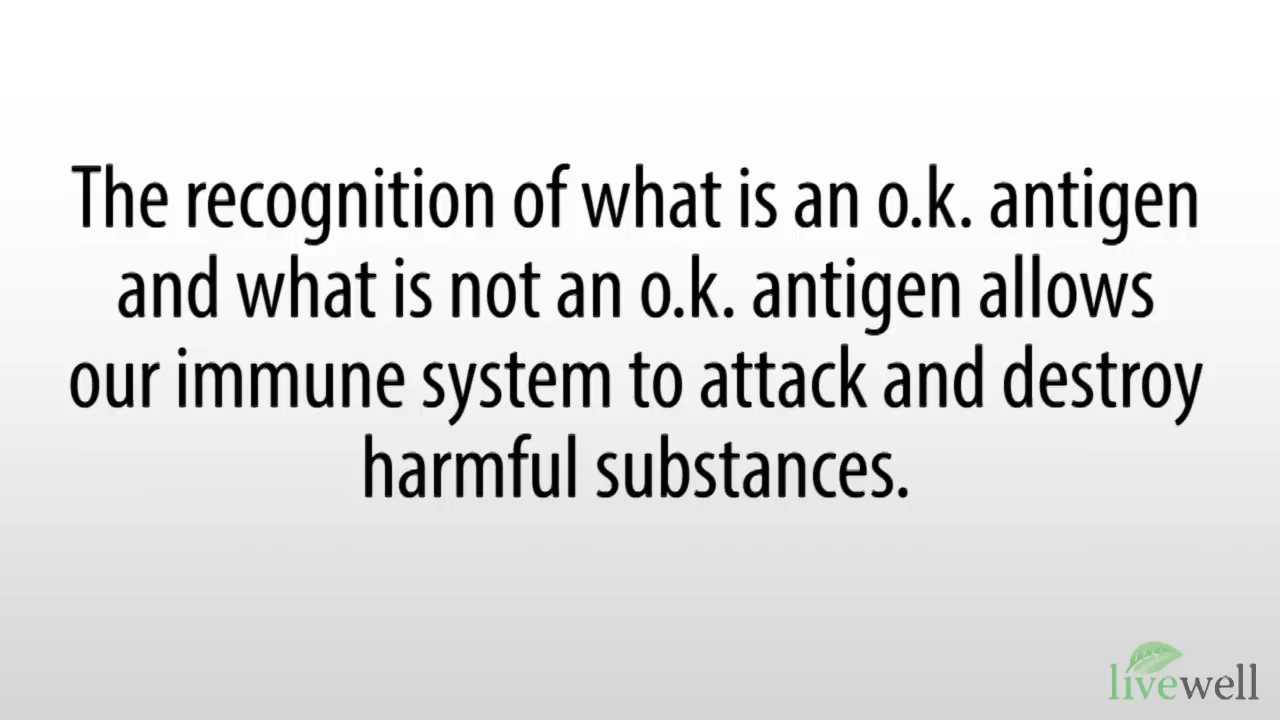 The recognition of what is an o.k. antigen
and what is not an o.k. antigen allows
our immune system to attack and destroy
harmful substances.
livewell